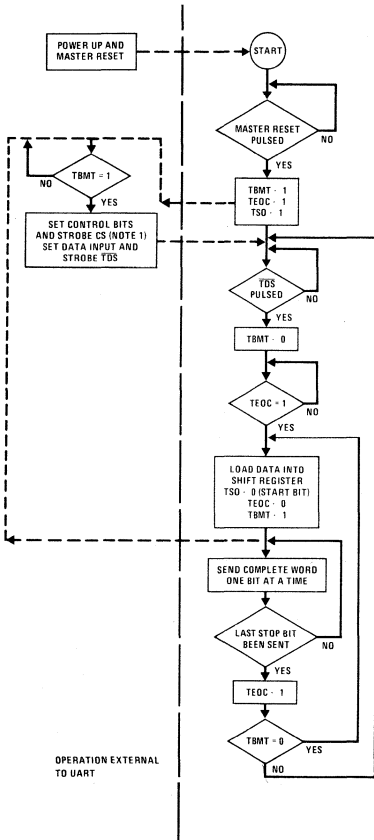 POWER UP AND
MASTER RESET
START
MASTER RESET
PULSED
NO
YES
TBMT · 1
TEOC · 1
TSO · 1
TBMT = 1
NO
YES
SET CONTROL BITS
AND STROBE CS (NOTE 1)
SET DATA INPUT AND
STROBE T̅D̅S̅
T̅D̅S̅
PULSED
NO
YES
TBMT · 0
TEOC = 1
NO
YES
LOAD DATA INTO
SHIFT REGISTER
TSO · 0 (START BIT)
TEOC · 0
TBMT · 1
SEND COMPLETE WORD
ONE BIT AT A TIME
LAST STOP BIT
BEEN SENT
NO
YES
TEOC · 1
TBMT = 0
YES
NO
OPERATION EXTERNAL
TO UART